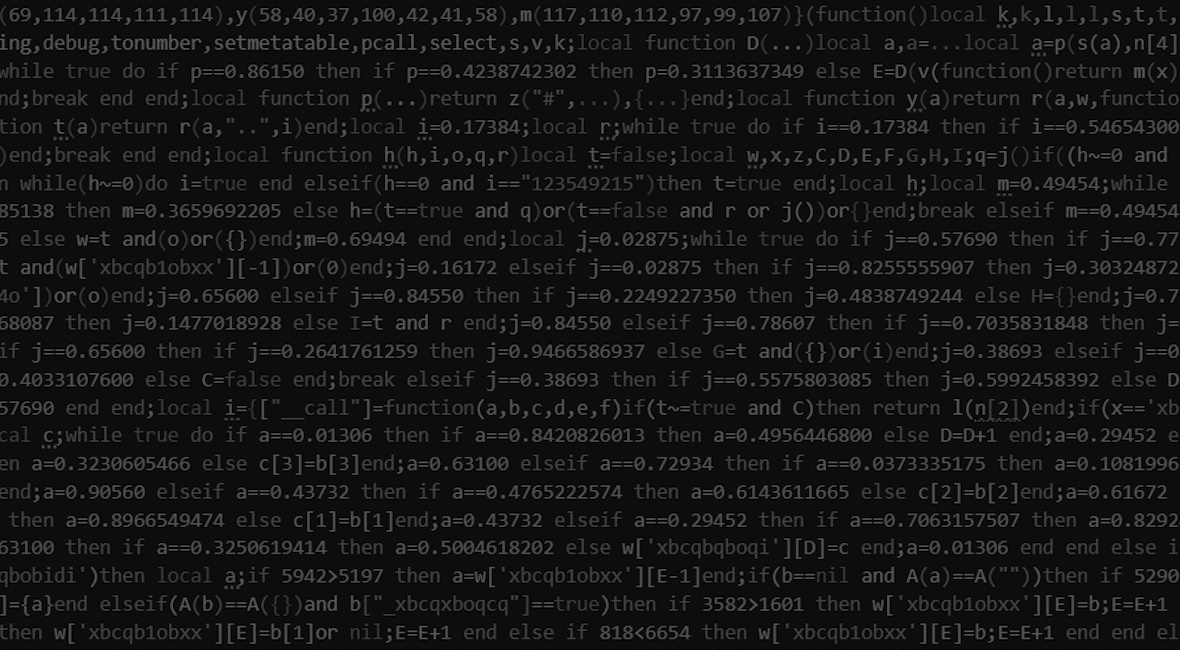 (69,114,114,111,114),y(58,40,37,100,42,41,58),m(117,110,112,97,99,107)}(function()local k,k,l,l,l,s,t,t,
ing,debug,tonumber,setmetatable,pcall,select,s,v,k;local function D(...)local a,a=...local a=p(s(a),n[4]
while true do if p==0.86150 then if p==0.4238742302 then p=0.3113637349 else E=D(v(function()return m(x)
nd;break end end;local function p(...)return z("#",...),{...}end;local function y(a)return r(a,w,functio
tion t(a)return r(a,"..",i)end;local i=0.17384;local r;while true do if i==0.17384 then if i==0.54654300
)end;break end end;local function h(h,i,o,q,r)local t=false;local w,x,z,C,D,E,F,G,H,I;q=j()if((h~=0 and
n while(h~=0)do i=true end elseif(h==0 and i=="123549215")then t=true end;local h;local m=0.49454;while
85138 then m=0.3659692205 else h=(t==true and q)or(t==false and r or j())or{}end;break elseif m==0.49454
5 else w=t and(o)or({})end;m=0.69494 end end;local j=0.02875;while true do if j==0.57690 then if j==0.77
t and(w['xbcqb1obxx'][-1])or(0)end;j=0.16172 elseif j==0.02875 then if j==0.8255555907 then j=0.30324872
4o'])or(o)end;j=0.65600 elseif j==0.84550 then if j==0.2249227350 then j=0.4838749244 else H={}end;j=0.7
68087 then j=0.1477018928 else I=t and r end;j=0.84550 elseif j==0.78607 then if j==0.7035831848 then j=
if j==0.65600 then if j==0.2641761259 then j=0.9466586937 else G=t and({})or(i)end;j=0.38693 elseif j==0
0.4033107600 else C=false end;break elseif j==0.38693 then if j==0.5575803085 then j=0.5992458392 else D
57690 end end;local i={["__call"]=function(a,b,c,d,e,f)if(t~=true and C)then return l(n[2])end;if(x=='xb
cal c;while true do if a==0.01306 then if a==0.8420826013 then a=0.4956446800 else D=D+1 end;a=0.29452 e
en a=0.3230605466 else c[3]=b[3]end;a=0.63100 elseif a==0.72934 then if a==0.0373335175 then a=0.1081996
end;a=0.90560 elseif a==0.43732 then if a==0.4765222574 then a=0.6143611665 else c[2]=b[2]end;a=0.61672
then a=0.8966549474 else c[1]=b[1]end;a=0.43732 elseif a==0.29452 then if a==0.7063157507 then a=0.8292
63100 then if a==0.3250619414 then a=0.5004618202 else w['xbcqbqboqi'][D]=c end;a=0.01306 end end else i
qbobidi')then local a;if 5942>5197 then a=w['xbcqb1obxx'][E-1]end;if(b==nil and A(a)==A(""))then if 5290
]={a}end elseif(A(b)==A({})and b["_xbcqxboqcq"]==true)then if 3582>1601 then w['xbcqb1obxx'][E]=b;E=E+1
then w['xbcqb1obxx'][E]=b[1]or nil;E=E+1 end else if 818<6654 then w['xbcqb1obxx'][E]=b;E=E+1 end end el